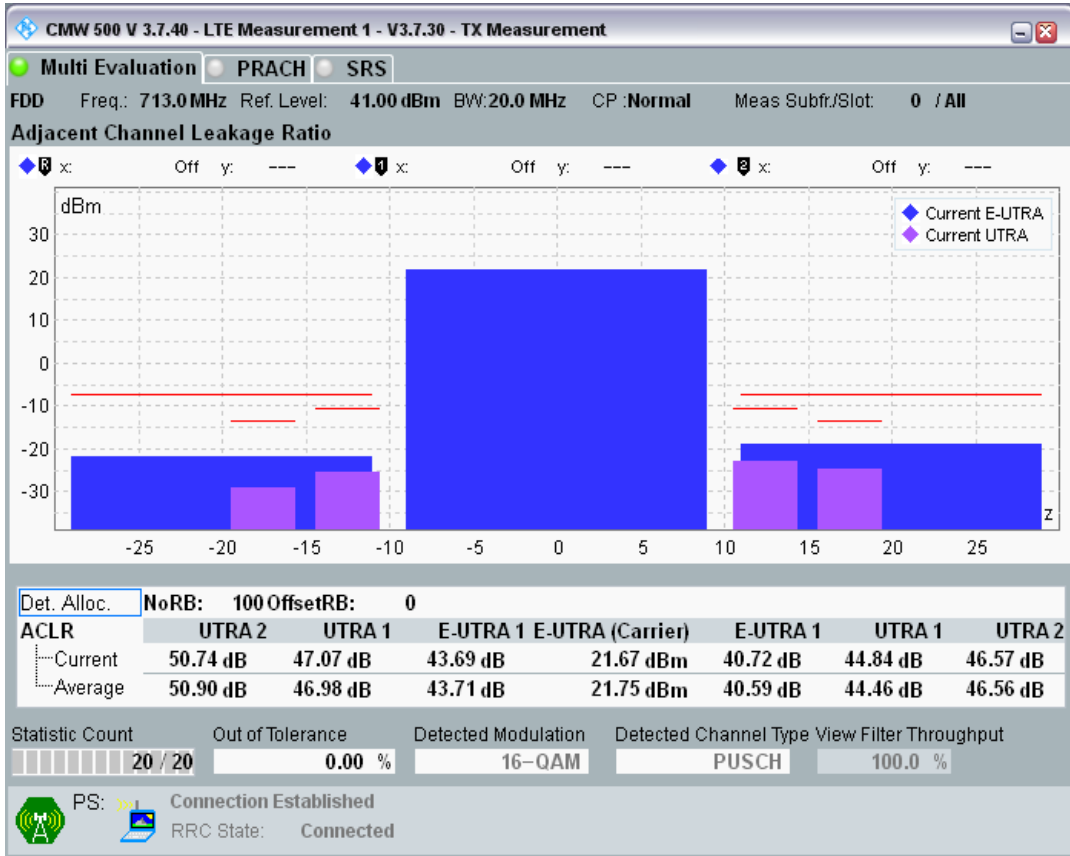 CMW 500 V 3.7.40 - LTE Measurement 1 - V3.7.30 - TX Measurement
Multi Evaluation PRACH SRS
FDD Freq.: 713.0 MHz Ref. Level: 41.00 dBm BW: 20.0 MHz CP : Normal Meas Subfr./Slot: 0 / All
Adjacent Channel Leakage Ratio
R x: Off y: --- 1 x: Off y: --- 2 x: Off y: ---
dBm
Current E-UTRA
Current UTRA
30
20
10
0
-10
-20
-30
z
-25 -20 -15 -10 -5 0 5 10 15 20 25
Det. Alloc. NoRB: 100 OffsetRB: 0
ACLR UTRA 2 UTRA 1 E-UTRA 1 E-UTRA (Carrier) E-UTRA 1 UTRA 1 UTRA 2
Current 50.74 dB 47.07 dB 43.69 dB 21.67 dBm 40.72 dB 44.84 dB 46.57 dB
Average 50.90 dB 46.98 dB 43.71 dB 21.75 dBm 40.59 dB 44.46 dB 46.56 dB
Statistic Count Out of Tolerance Detected Modulation Detected Channel Type View Filter Throughput
20 / 20 0.00 % 16-QAM PUSCH 100.0 %
PS: Connection Established
RRC State: Connected